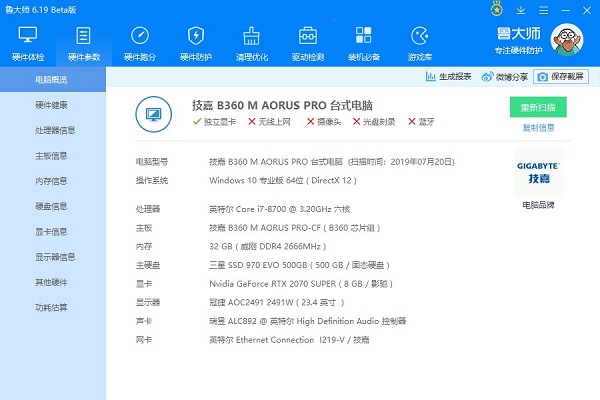 鲁大师 6.19 Beta版
硬件体检 硬件参数 硬件跑分 硬件防护 清理优化 驱动检测 装机必备 游戏库 鲁大师 专注硬件防护
电脑概览 生成报表 微博分享 保存截屏
硬件健康 技嘉 B360 M AORUS PRO 台式电脑 重新扫描
处理器信息 独立显卡 无线上网 摄像头 光盘刻录 蓝牙 复制信息
主板信息 电脑型号 技嘉 B360 M AORUS PRO 台式电脑 (扫描时间：2019年07月20日) GIGABYTE™
内存信息 操作系统 Windows 10 专业版 64位 ( DirectX 12 ) 技嘉
硬盘信息 处理器 英特尔 Core i7-8700 @ 3.20GHz 六核 电脑品牌
显卡信息 主板 技嘉 B360 M AORUS PRO-CF ( B360 芯片组 )
显示器信息 内存 32 GB ( 威刚 DDR4 2666MHz )
其他硬件 主硬盘 三星 SSD 970 EVO 500GB ( 500 GB / 固态硬盘 )
功耗估算 显卡 Nvidia GeForce RTX 2070 SUPER ( 8 GB / 影驰 )
显示器 冠捷 AOC2491 2491W ( 23.4 英寸 )
声卡 瑞昱 ALC892 @ 英特尔 High Definition Audio 控制器
网卡 英特尔 Ethernet Connection I219-V / 技嘉